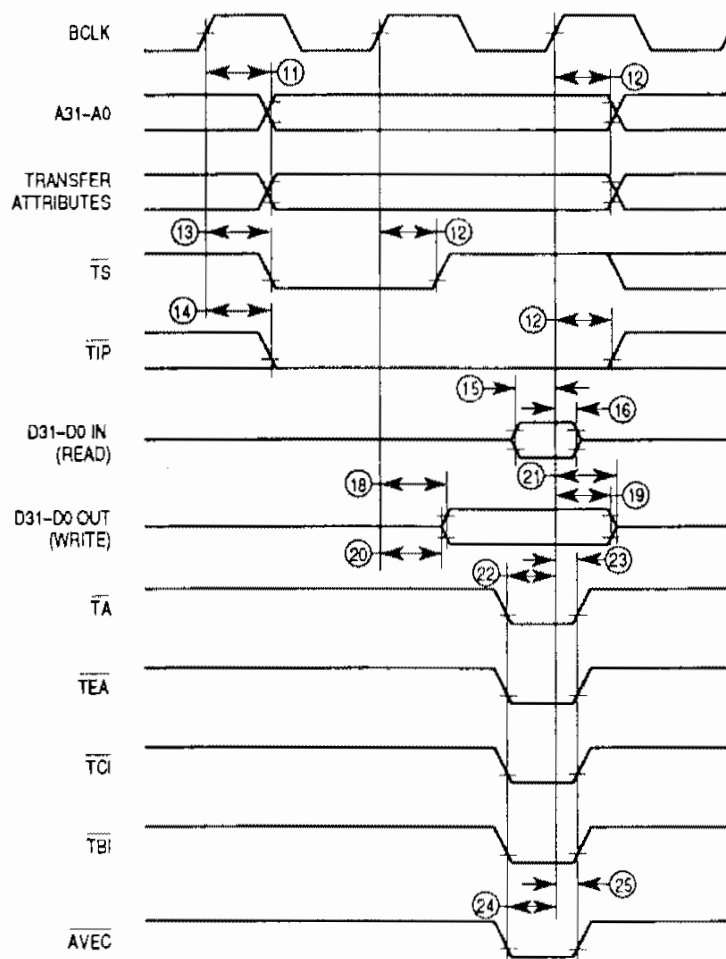 BCLK
11
12
A31-A0
TRANSFER
ATTRIBUTES
13
12
TS
14
12
TIP
15
16
D31-D0 IN
(READ)
21
18
19
D31-D0 OUT
(WRITE)
20
22
23
TA
TEA
TCI
TBI
25
24
AVEC